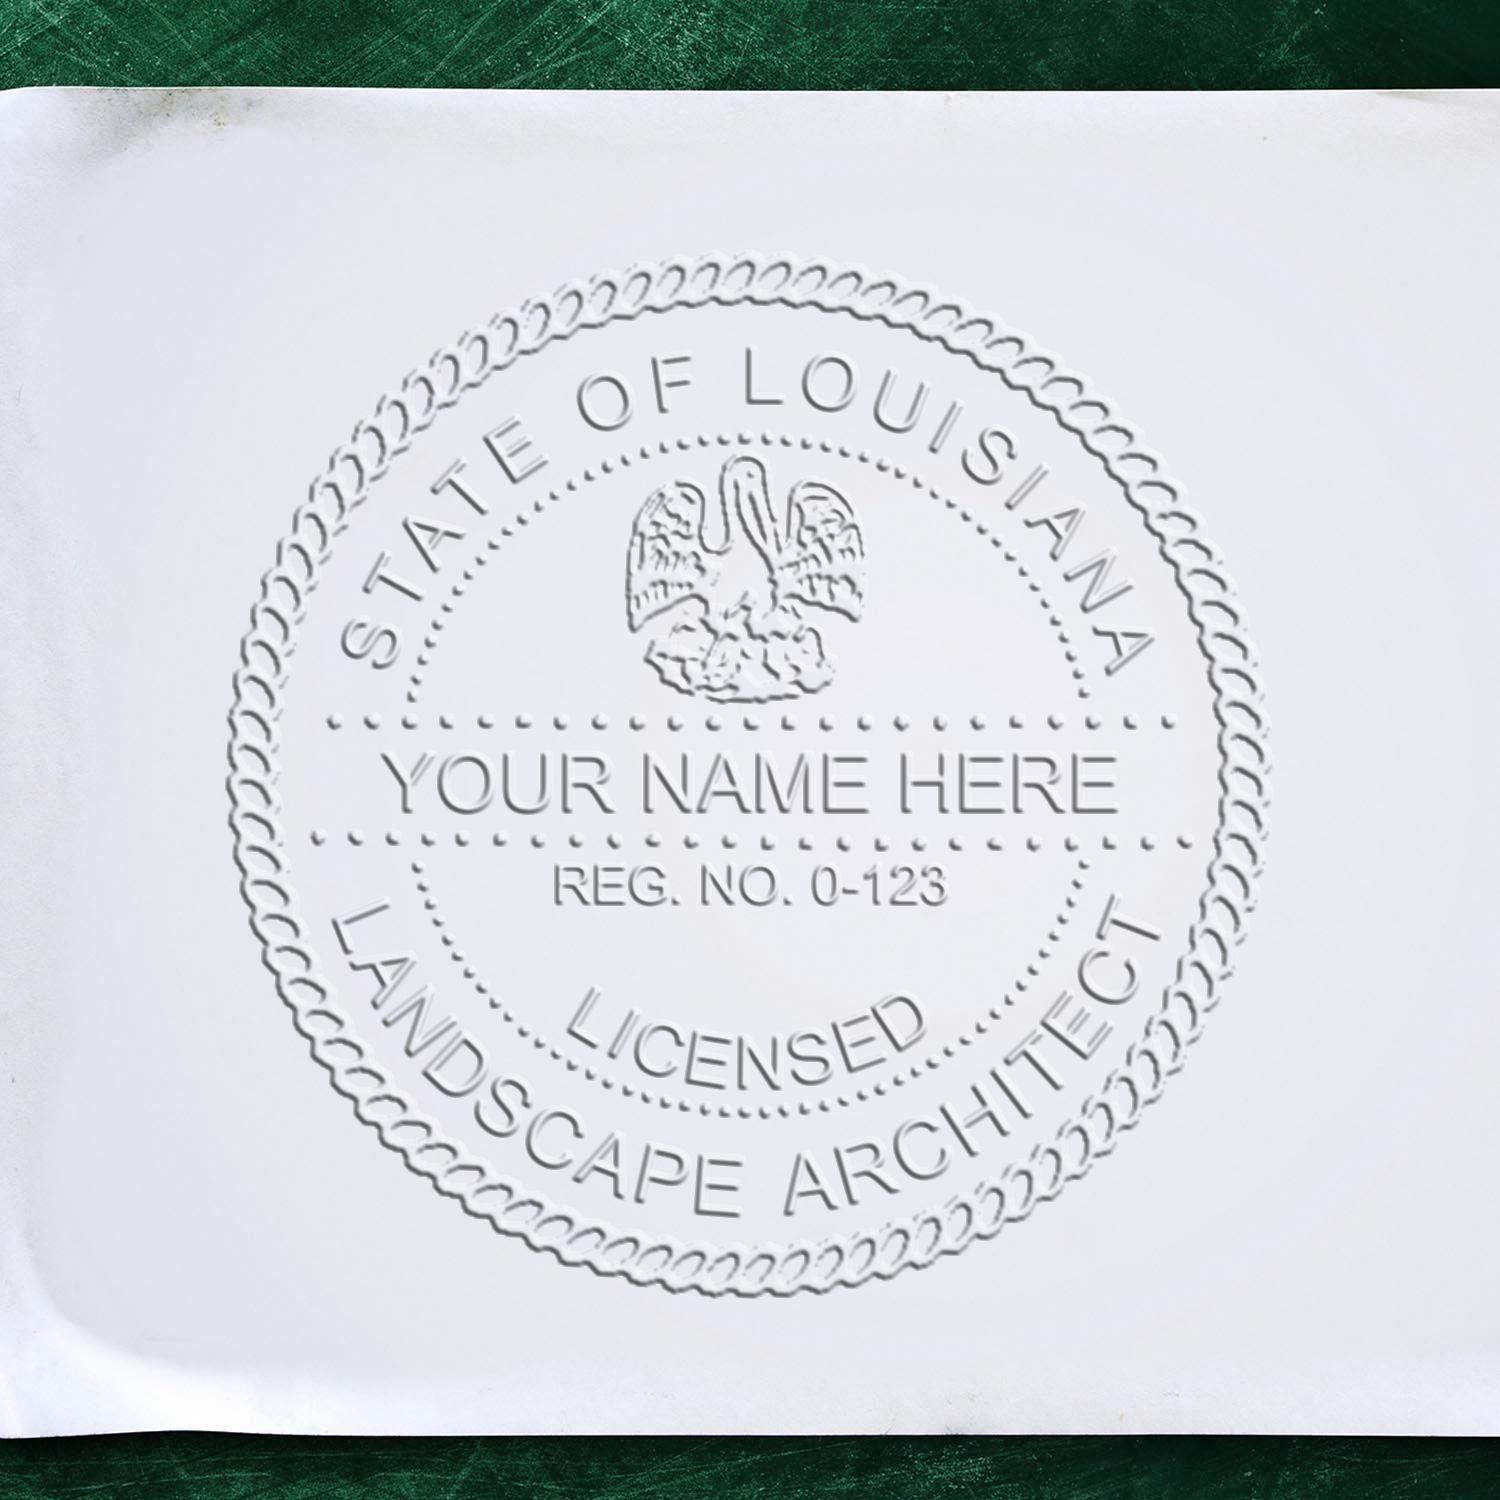 STATE OF LOUISIANA
YOUR NAME HERE
REG. NO. 0-123
LICENSED
LANDSCAPE ARCHITECT